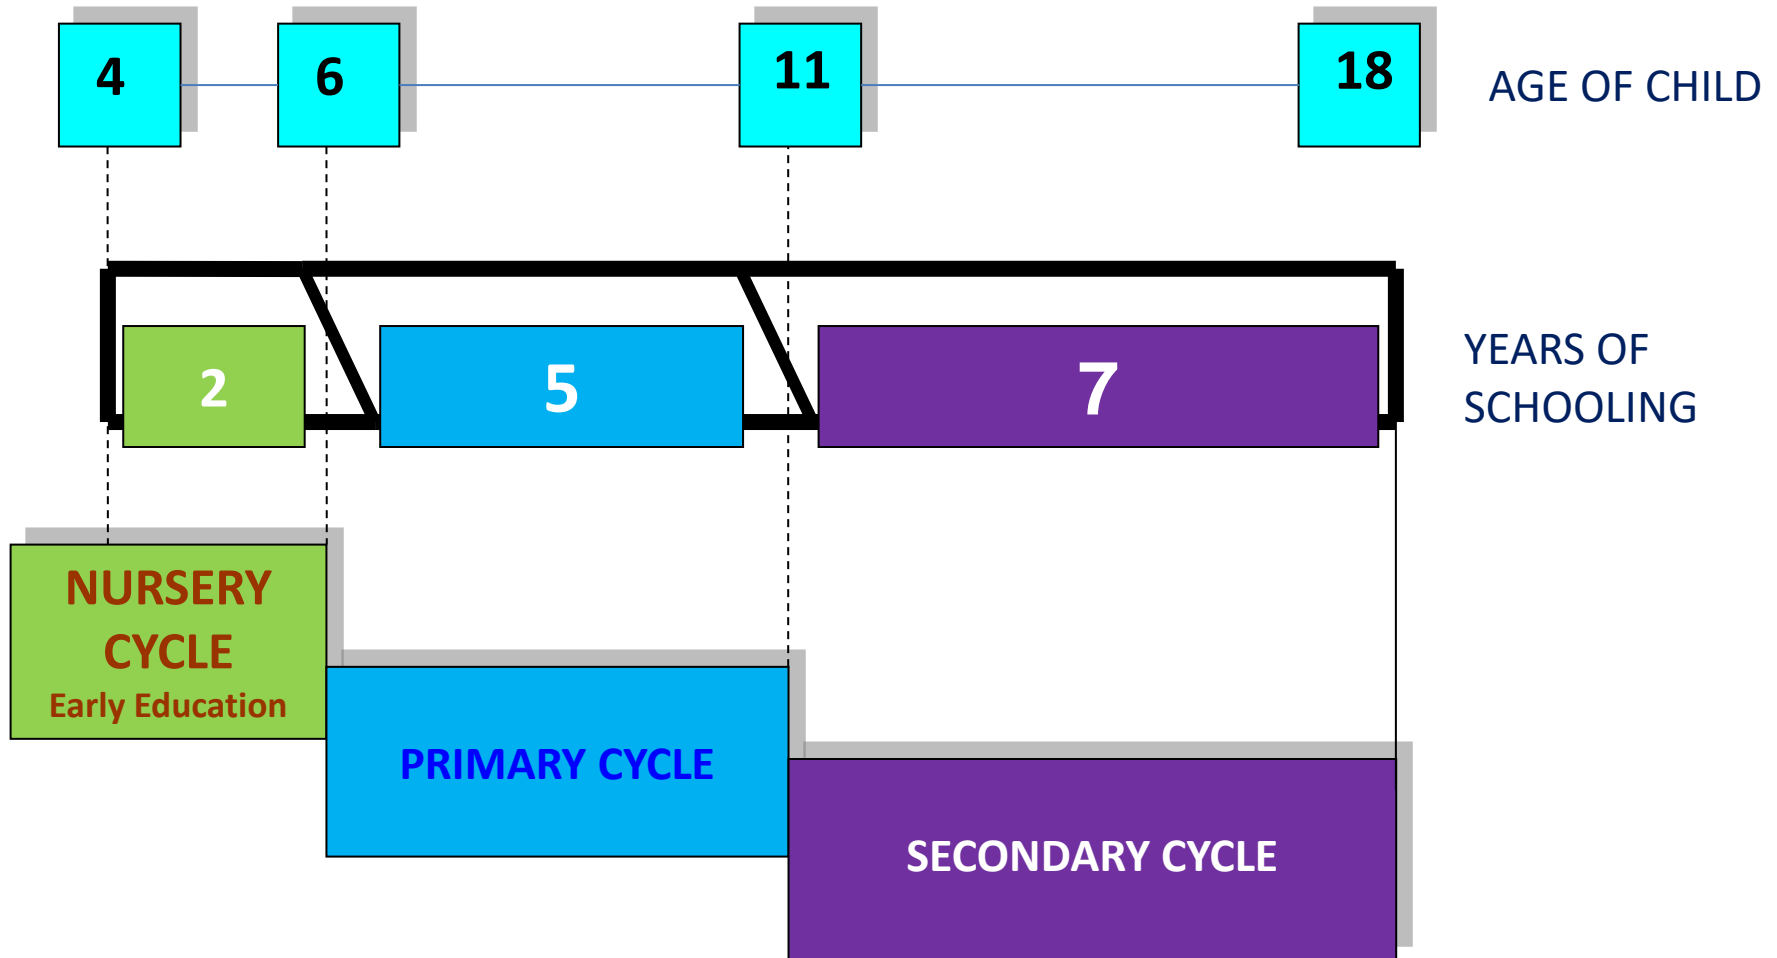 4
6
11
18
AGE OF CHILD
2
5
7
YEARS OF
SCHOOLING
NURSERY
CYCLE
Early Education
PRIMARY CYCLE
SECONDARY CYCLE